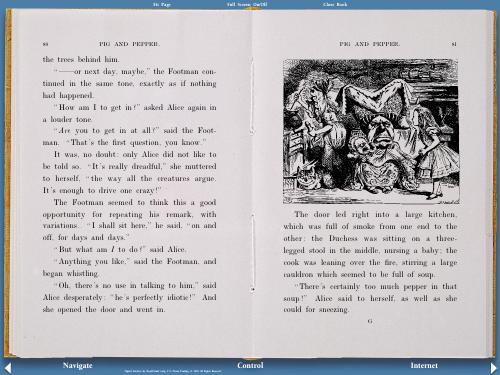 Fit Page
Full Screen On/Off
Close Book
80
PIG AND PEPPER.
the trees behind him.
"——or next day, maybe," the Footman con-
tinued in the same tone, exactly as if nothing
had happened.
"How am I to get in?" asked Alice again in
a louder tone.
"Are you to get in at all?" said the Foot-
man. "That's the first question, you know."
It was, no doubt: only Alice did not like to
be told so. "It's really dreadful," she muttered
to herself, "the way all the creatures argue.
It's enough to drive one crazy!"
The Footman seemed to think this a good
opportunity for repeating his remark, with
variations. "I shall sit here," he said, "on and
off, for days and days."
"But what am I to do?" said Alice.
"Anything you like," said the Footman, and
began whistling.
"Oh, there's no use in talking to him," said
Alice desperately: "he's perfectly idiotic!" And
she opened the door and went in.
PIG AND PEPPER.
81
The door led right into a large kitchen,
which was full of smoke from one end to the
other: the Duchess was sitting on a three-
legged stool in the middle, nursing a baby; the
cook was leaning over the fire, stirring a large
cauldron which seemed to be full of soup.
"There's certainly too much pepper in that
soup!" Alice said to herself, as well as she
could for sneezing.
G
Navigate
Control
Internet